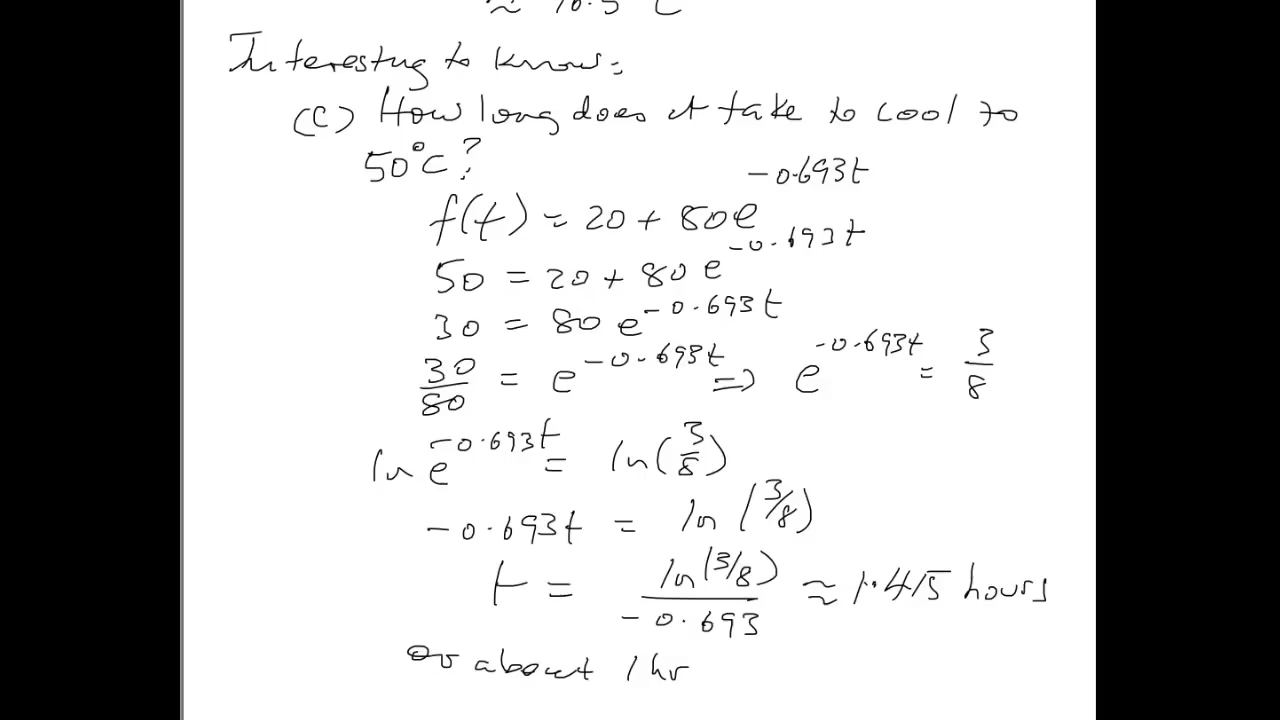 ≈ 70.5°C
Interesting to know:
(c) How long does it take to cool to
50°C?
f(t) = 20 + 80e^-0.693t
50 = 20 + 80e^-0.693t
30 = 80e^-0.693t
30/80 = e^-0.693t => e^-0.693t = 3/8
ln e^-0.693t = ln(3/8)
-0.693t = ln(3/8)
t = ln(3/8)/-0.693 ≈ 1.415 hours
or about 1 hr